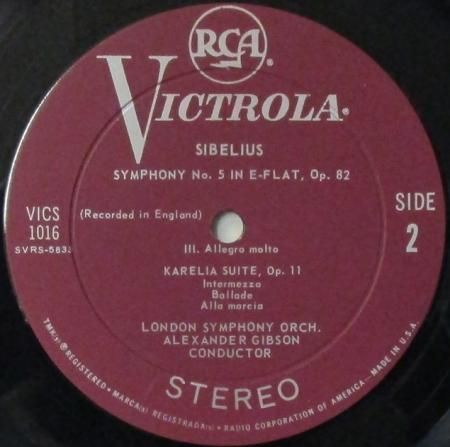 RCA
VICTROLA
SIBELIUS
SYMPHONY No. 5 IN E-FLAT, Op. 82
VICS
1016
(Recorded in England)
SIDE
2
III. Allegro molto
KARELIA SUITE, Op. 11
Intermezzo
Ballade
Alla marcia
LONDON SYMPHONY ORCH.
ALEXANDER GIBSON
CONDUCTOR
STEREO
TMK(s) ® REGISTERED • MARCA(s) REGISTRADA(s) • RADIO CORPORATION OF AMERICA—MADE IN U.S.A.